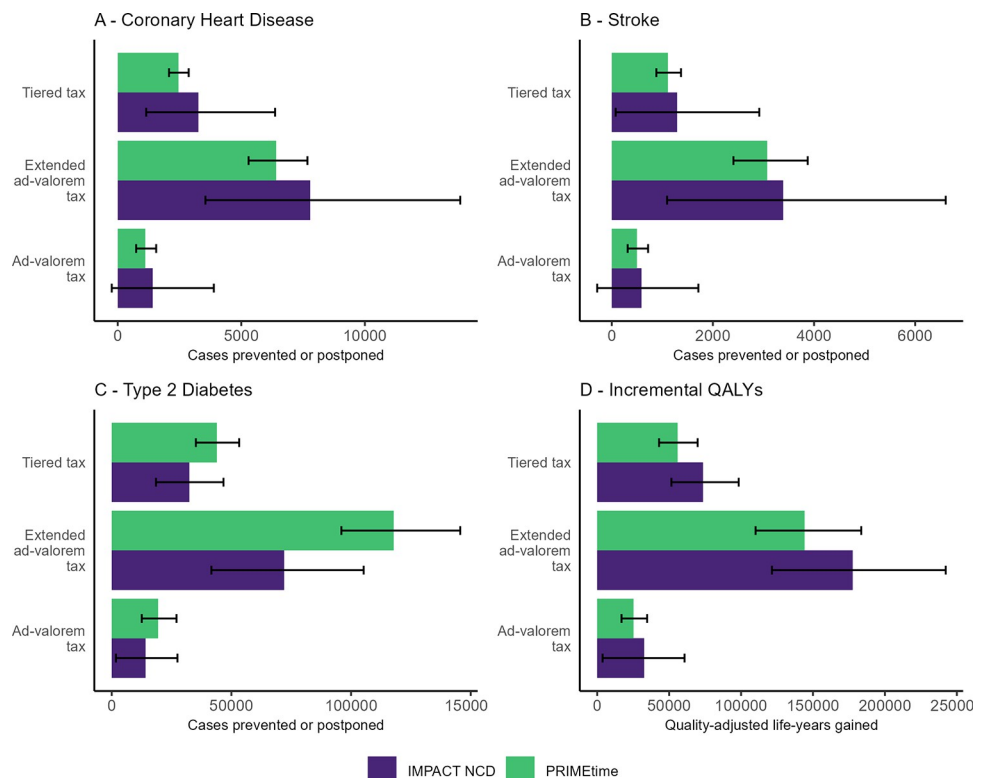 A - Coronary Heart Disease
Tiered tax
Extended
ad-valorem
tax
Ad-valorem
tax
0 5000 10000
Cases prevented or postponed
B - Stroke
Tiered tax
Extended
ad-valorem
tax
Ad-valorem
tax
0 2000 4000 6000
Cases prevented or postponed
C - Type 2 Diabetes
Tiered tax
Extended
ad-valorem
tax
Ad-valorem
tax
0 50000 100000 15000
Cases prevented or postponed
D - Incremental QALYs
Tiered tax
Extended
ad-valorem
tax
Ad-valorem
tax
0 50000 100000 150000 200000 25000
Quality-adjusted life-years gained
IMPACT NCD PRIMEtime